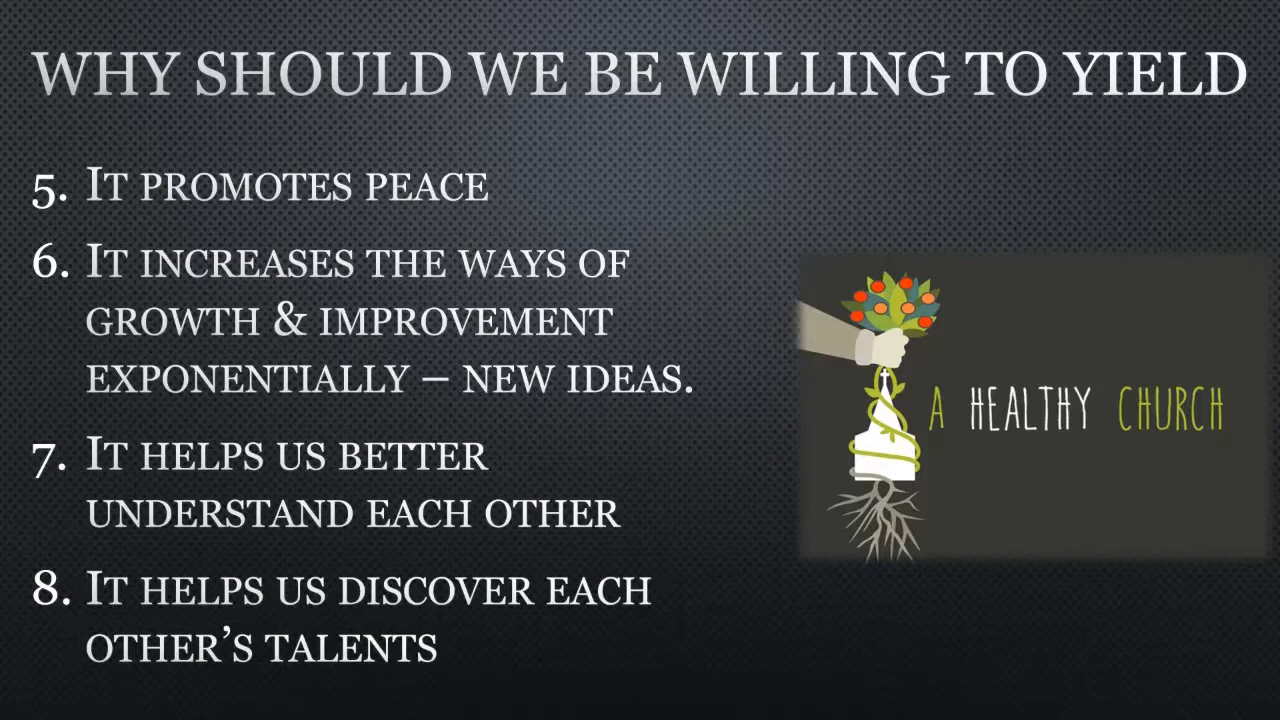 WHY SHOULD WE BE WILLING TO YIELD
5. IT PROMOTES PEACE
6. IT INCREASES THE WAYS OF
GROWTH & IMPROVEMENT
EXPONENTIALLY – NEW IDEAS.
7. IT HELPS US BETTER
UNDERSTAND EACH OTHER
8. IT HELPS US DISCOVER EACH
OTHER’S TALENTS
A HEALTHY CHURCH